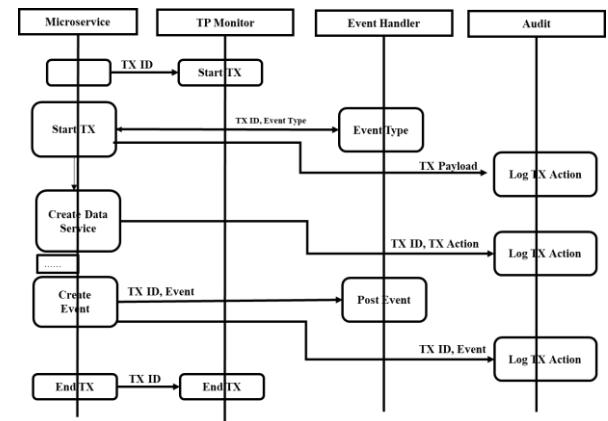 Microservice
TP Monitor
Event Handler
Audit
TX ID
Start TX
Start TX
TX ID, Event Type
Event Type
TX Payload
Log TX Action
Create Data
Service
TX ID, TX Action
Log TX Action
......
Create
Event
TX ID, Event
Post Event
TX ID, Event
Log TX Action
End TX
TX ID
End TX